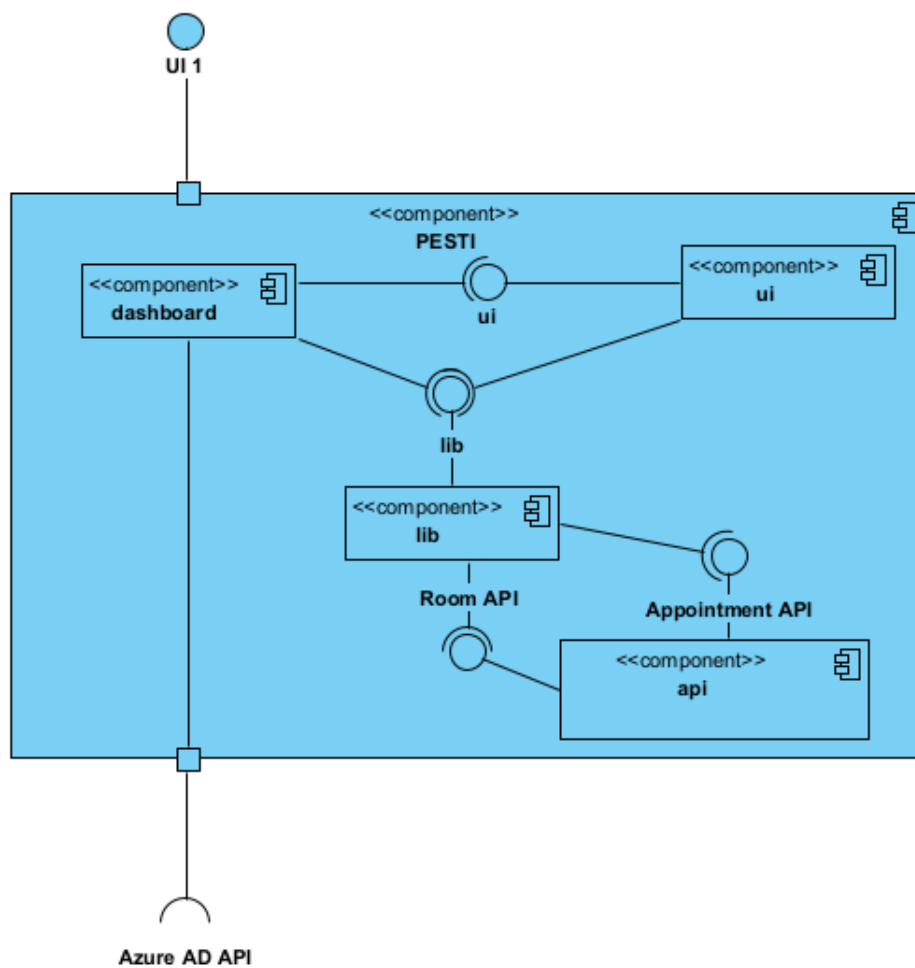 UI 1
<<component>>
PESTI
<<component>>
dashboard
ui
<<component>>
ui
lib
<<component>>
lib
Room API
Appointment API
<<component>>
api
Azure AD API